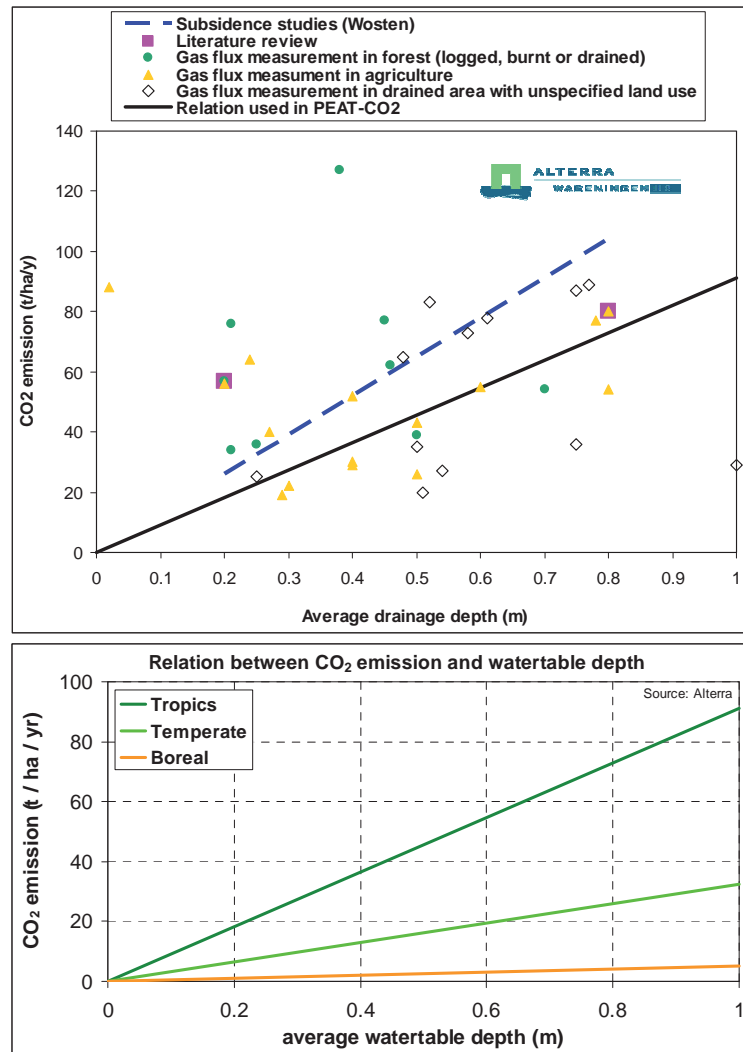 Subsidence studies (Wosten)
Literature review
Gas flux measurement in forest (logged, burnt or drained)
Gas flux measument in agriculture
Gas flux measurement in drained area with unspecified land use
Relation used in PEAT-CO2
140
120
100
80
60
40
20
0
CO2 emission (t/ha/y)
ALTERRA
WAGENINGEN
0 0.1 0.2 0.3 0.4 0.5 0.6 0.7 0.8 0.9 1
Average drainage depth (m)
Relation between CO₂ emission and watertable depth
Source: Alterra
Tropics
Temperate
Boreal
100
80
60
40
20
0
CO₂ emission (t / ha / yr)
0 0.2 0.4 0.6 0.8 1
average watertable depth (m)